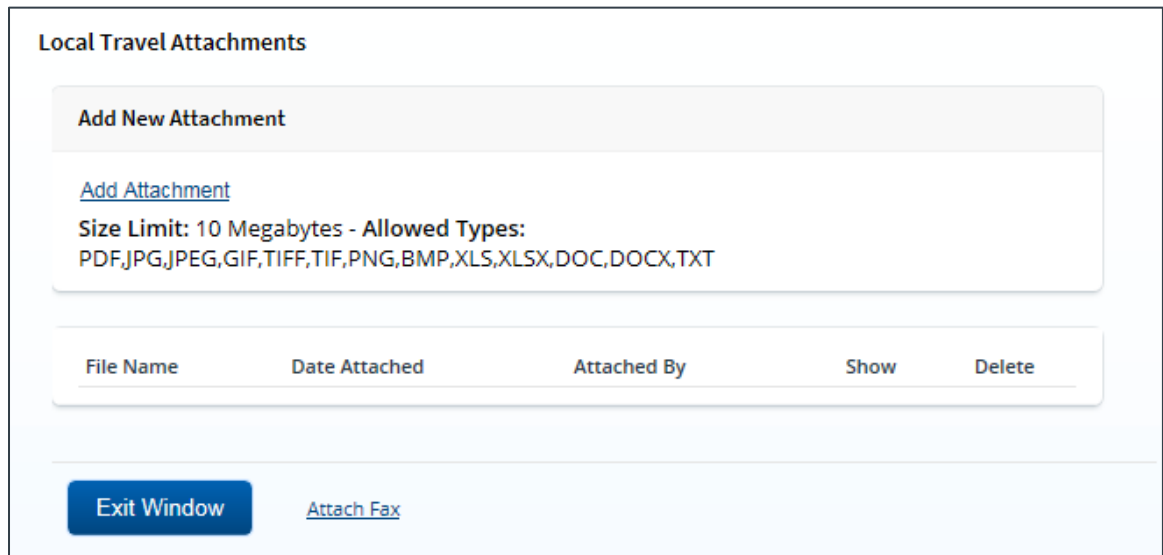 Local Travel Attachments
Add New Attachment
Add Attachment
Size Limit: 10 Megabytes - Allowed Types:
PDF,JPG,JPEG,GIF,TIFF,TIF,PNG,BMP,XLS,XLSX,DOC,DOCX,TXT
File Name Date Attached Attached By Show Delete
Exit Window Attach Fax